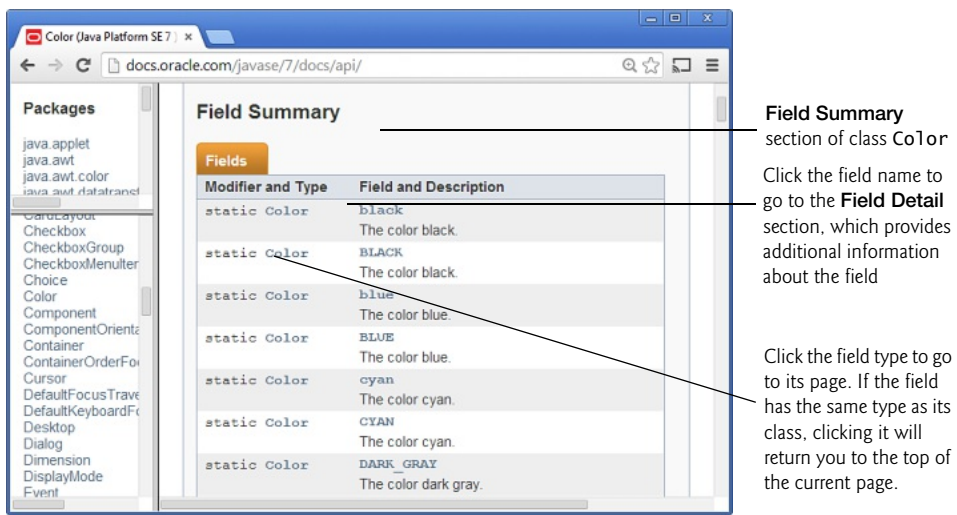 Color (Java Platform SE 7)
docs.oracle.com/javase/7/docs/api/
Packages
java.applet
java.awt
java.awt.color
java.awt.datatransf
CardLayout
Checkbox
CheckboxGroup
CheckboxMenuIter
Choice
Color
Component
ComponentOrienta
Container
ContainerOrderFo
Cursor
DefaultFocusTrave
DefaultKeyboardFo
Desktop
Dialog
Dimension
DisplayMode
Event
Field Summary
Fields
Modifier and Type Field and Description
static Color black
The color black.
static Color BLACK
The color black.
static Color blue
The color blue.
static Color BLUE
The color blue.
static Color cyan
The color cyan.
static Color CYAN
The color cyan.
static Color DARK_GRAY
The color dark gray.
Field Summary
section of class Color
Click the field name to
go to the Field Detail
section, which provides
additional information
about the field
Click the field type to go
to its page. If the field
has the same type as its
class, clicking it will
return you to the top of
the current page.